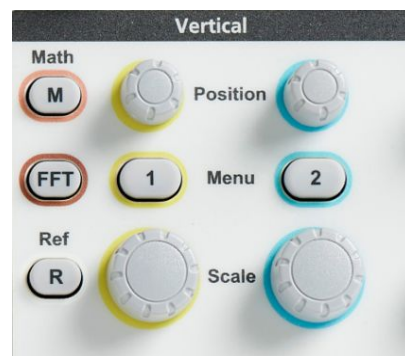 Vertical
Math
M
Position
FFT
1
Menu
2
Ref
R
Scale